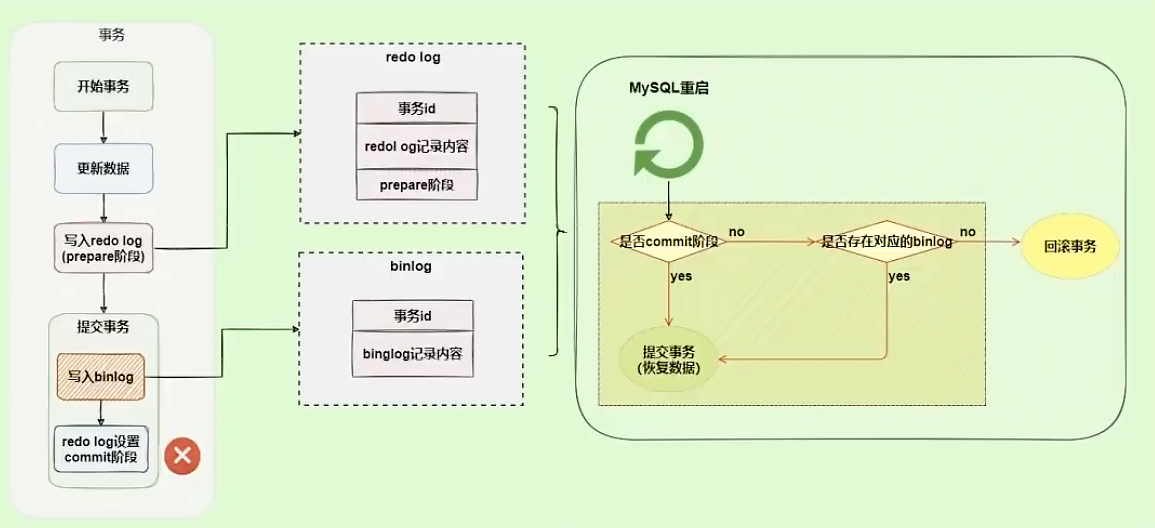 事务
开始事务
更新数据
写入redo log
(prepare阶段)
提交事务
写入binlog
redo log设置
commit阶段
redo log
事务id
redol og记录内容
prepare阶段
binlog
事务id
binglog记录内容
MySQL重启
是否commit阶段
no
是否存在对应的binlog
no
回滚事务
yes
yes
提交事务
(恢复数据)